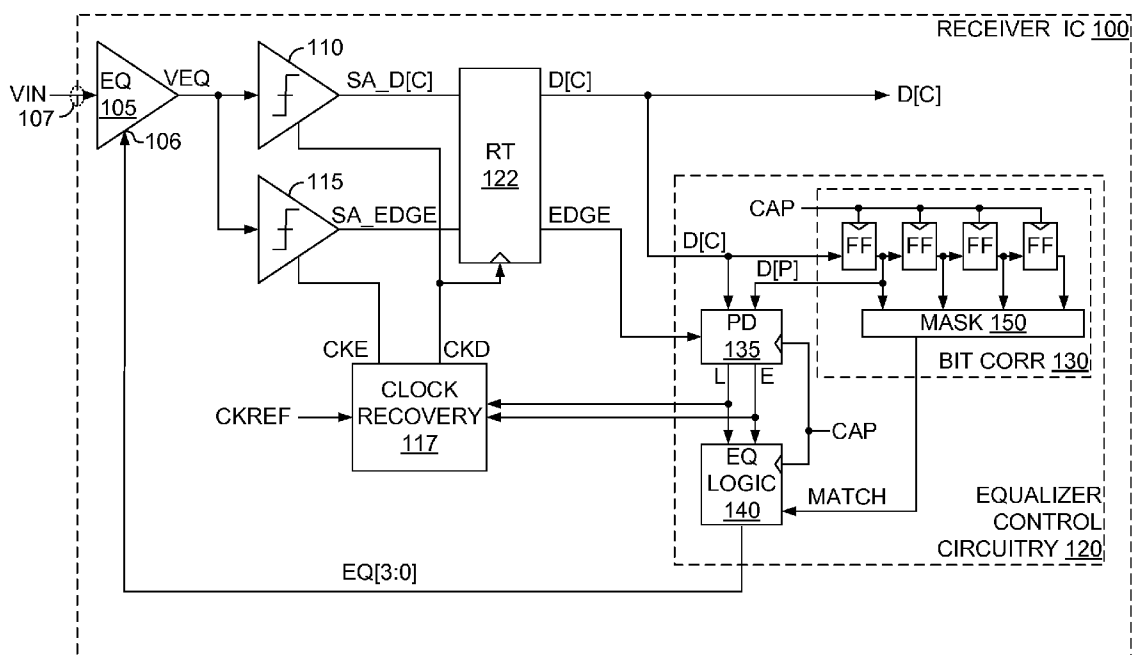 RECEIVER IC 100
110
EQ
105
VEQ
VIN
107
106
SA_D[C]
D[C]
D[C]
RT
122
115
SA_EDGE
EDGE
CAP
FF
FF
FF
FF
D[C]
D[P]
PD
135
MASK 150
BIT CORR 130
CKE
CKD
L
E
CKREF
CLOCK
RECOVERY
117
CAP
EQ
LOGIC
140
MATCH
EQUALIZER
CONTROL
CIRCUITRY 120
EQ[3:0]